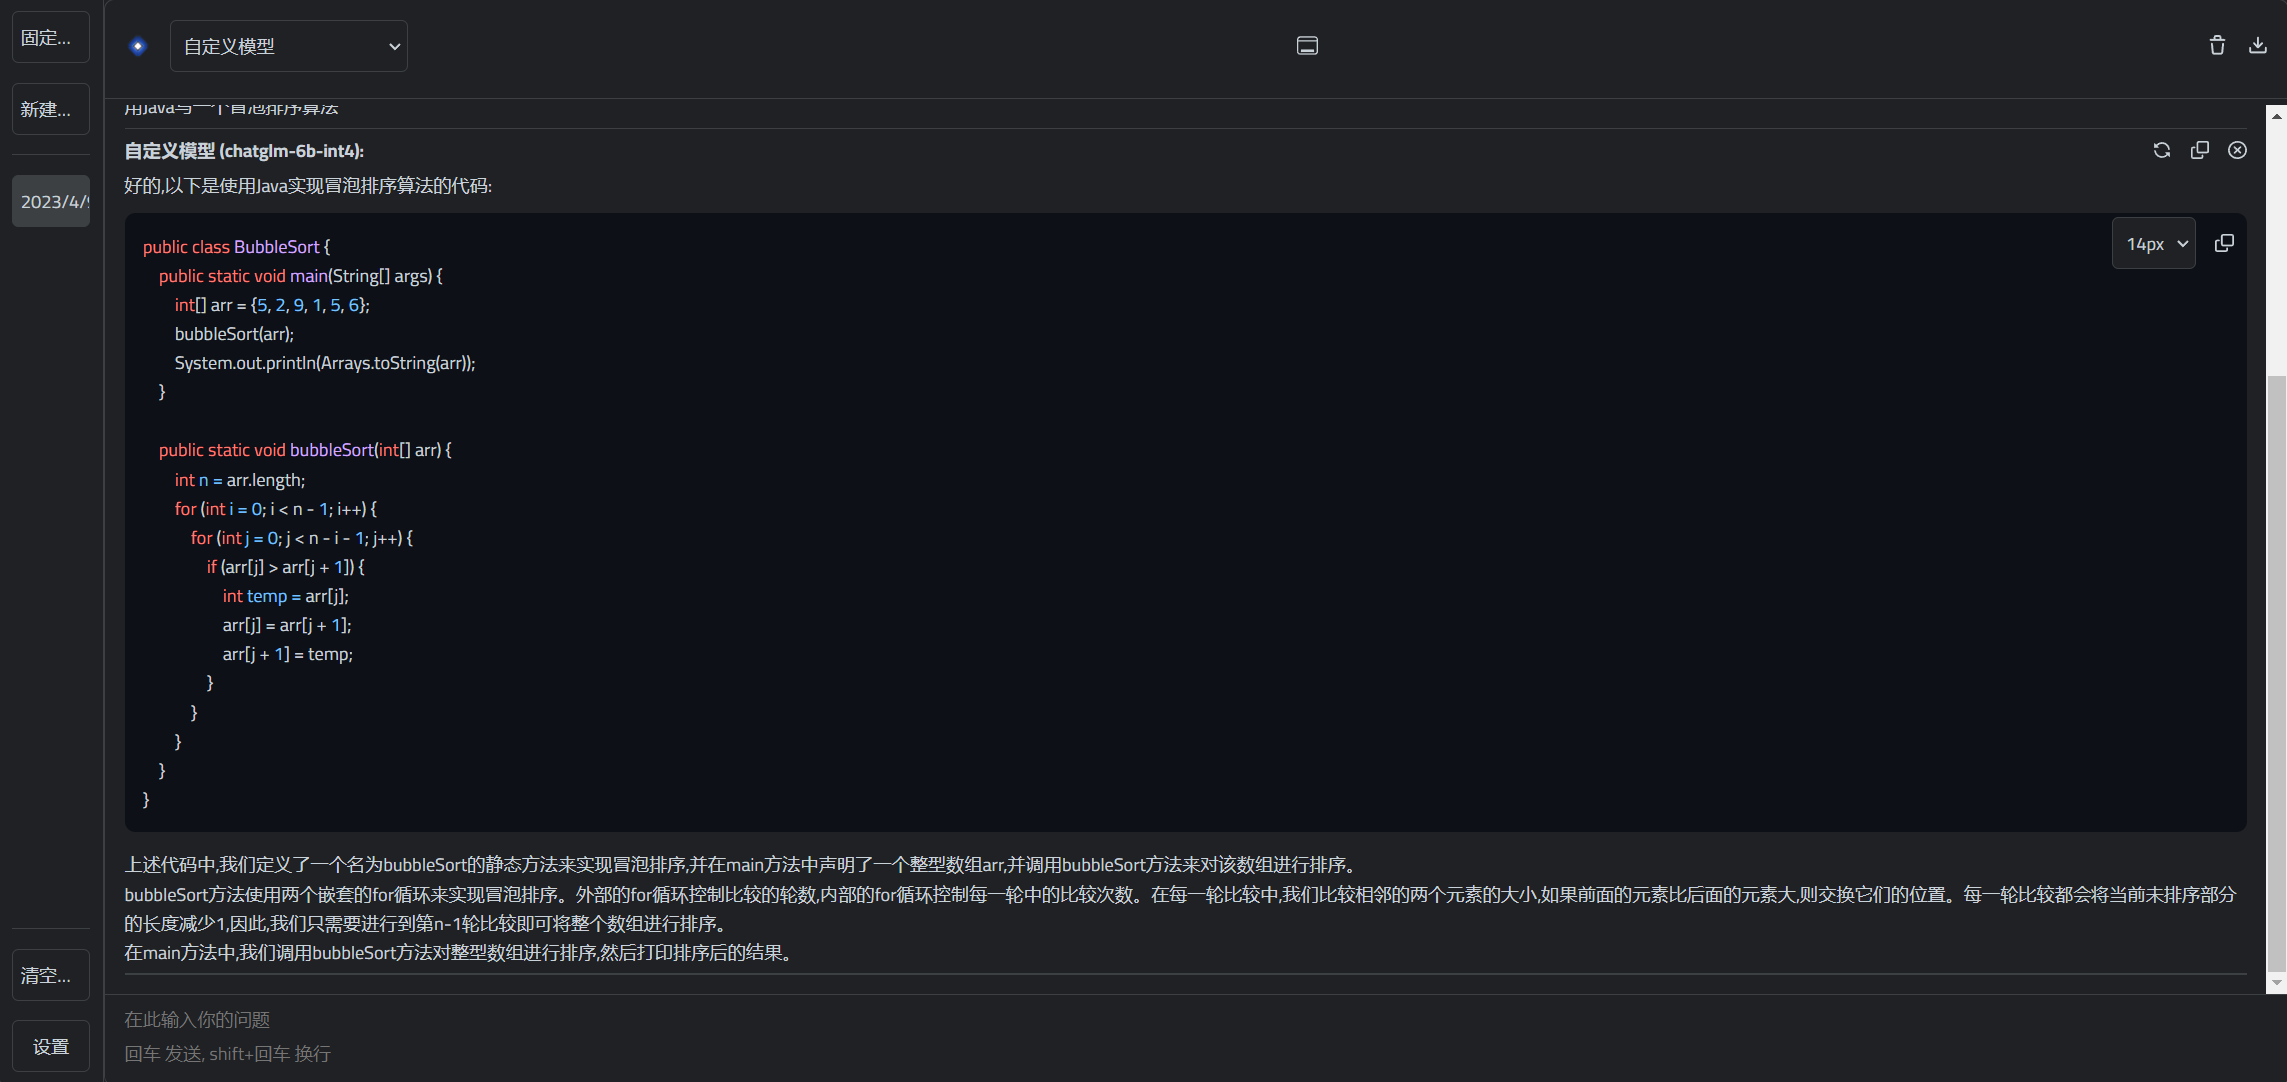 固定...
新建...
2023/4/9
清空...
设置
自定义模型
用Java写一个冒泡排序算法
自定义模型 (chatglm-6b-int4):
好的,以下是使用Java实现冒泡排序算法的代码:
14px
public class BubbleSort {
public static void main(String[] args) {
int[] arr = {5, 2, 9, 1, 5, 6};
bubbleSort(arr);
System.out.println(Arrays.toString(arr));
}
public static void bubbleSort(int[] arr) {
int n = arr.length;
for (int i = 0; i < n - 1; i++) {
for (int j = 0; j < n - i - 1; j++) {
if (arr[j] > arr[j + 1]) {
int temp = arr[j];
arr[j] = arr[j + 1];
arr[j + 1] = temp;
}
}
}
}
}
上述代码中,我们定义了一个名为bubbleSort的静态方法来实现冒泡排序,并在main方法中声明了一个整型数组arr,并调用bubbleSort方法来对该数组进行排序。
bubbleSort方法使用两个嵌套的for循环来实现冒泡排序。外部的for循环控制比较的轮数,内部的for循环控制每一轮中的比较次数。在每一轮比较中,我们比较相邻的两个元素的大小,如果前面的元素比后面的元素大,则交换它们的位置。每一轮比较都会将当前未排序部分
的长度减少1,因此,我们只需要进行到第n-1轮比较即可将整个数组进行排序。
在main方法中,我们调用bubbleSort方法对整型数组进行排序,然后打印排序后的结果。
在此输入你的问题
回车 发送, shift+回车 换行